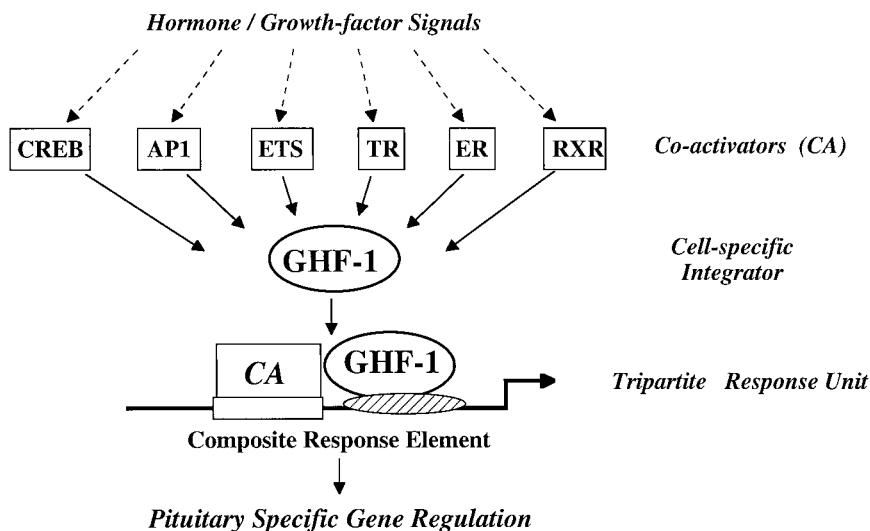 Hormone / Growth-factor Signals
CREB AP1 ETS TR ER RXR Co-activators (CA)
GHF-1 Cell-specific
Integrator
CA GHF-1 Tripartite Response Unit
Composite Response Element
Pituitary Specific Gene Regulation